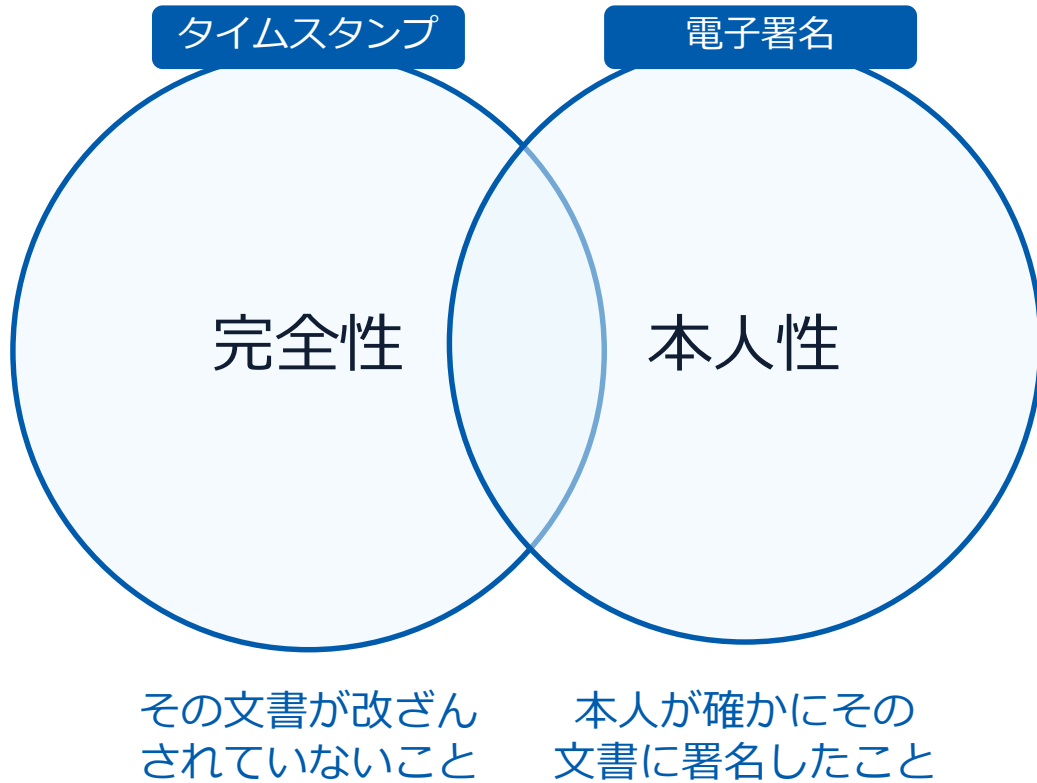 タイムスタンプ
電子署名
完全性
本人性
その文書が改ざん
されていないこと
本人が確かにその
文書に署名したこと